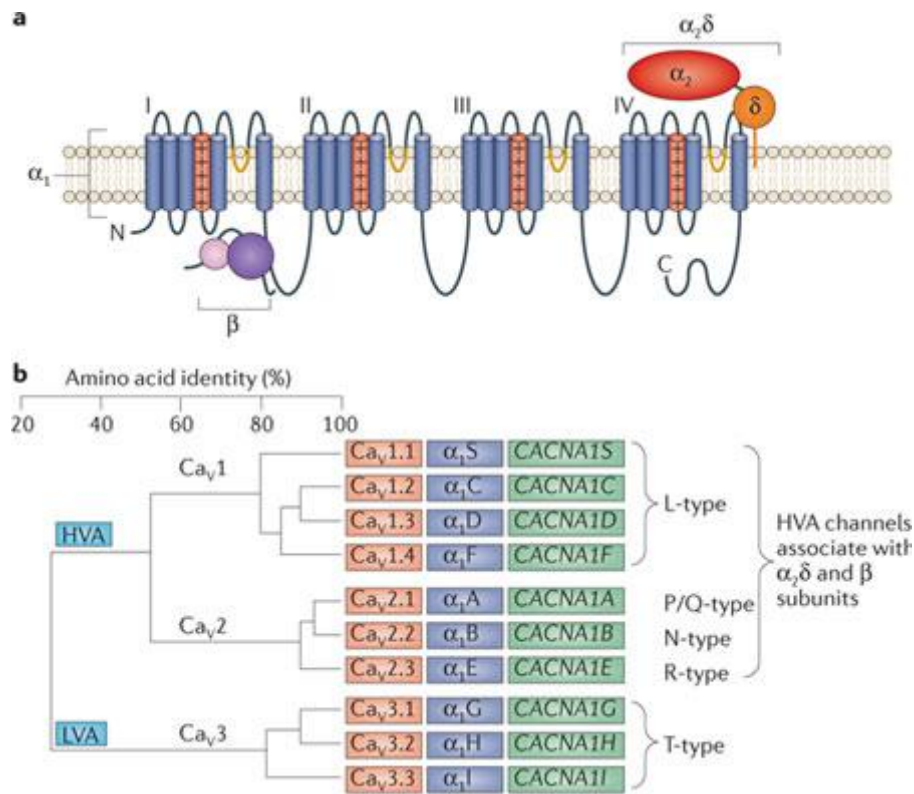 a
α₂δ
α₂
δ
I
II
III
IV
α₁
N
C
β
b
Amino acid identity (%)
20 40 60 80 100
HVA
LVA
Caᵥ1
Caᵥ2
Caᵥ3
Caᵥ1.1 α₁S CACNA1S
Caᵥ1.2 α₁C CACNA1C
Caᵥ1.3 α₁D CACNA1D
Caᵥ1.4 α₁F CACNA1F
L-type
Caᵥ2.1 α₁A CACNA1A P/Q-type
Caᵥ2.2 α₁B CACNA1B N-type
Caᵥ2.3 α₁E CACNA1E R-type
HVA channels
associate with
α₂δ and β
subunits
Caᵥ3.1 α₁G CACNA1G
Caᵥ3.2 α₁H CACNA1H
Caᵥ3.3 α₁I CACNA1I
T-type